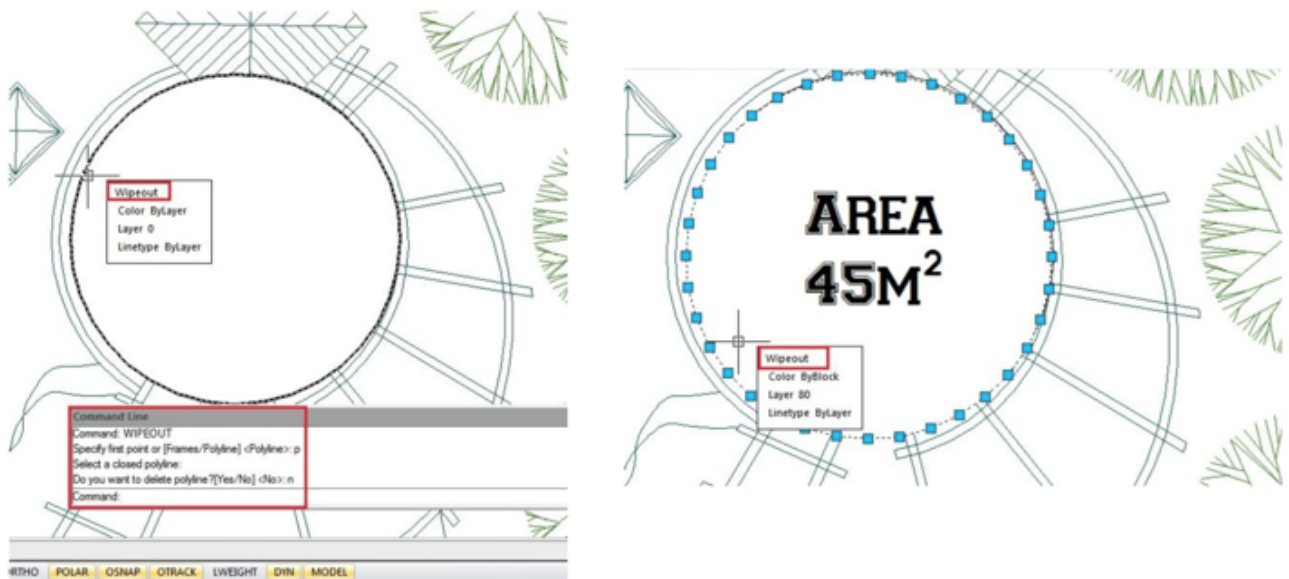 Wipeout
Color ByLayer
Layer 0
Linetype ByLayer
Command Line
Command: WIPEOUT
Specify first point or [Frames/Polyline] <Polyline>: p
Select a closed polyline:
Do you want to delete polyline?[Yes/No] <No>: n
Command:
ORTHO POLAR OSNAP OTRACK LWEIGHT DYN MODEL
AREA
45M²
Wipeout
Color ByBlock
Layer 80
Linetype ByLayer